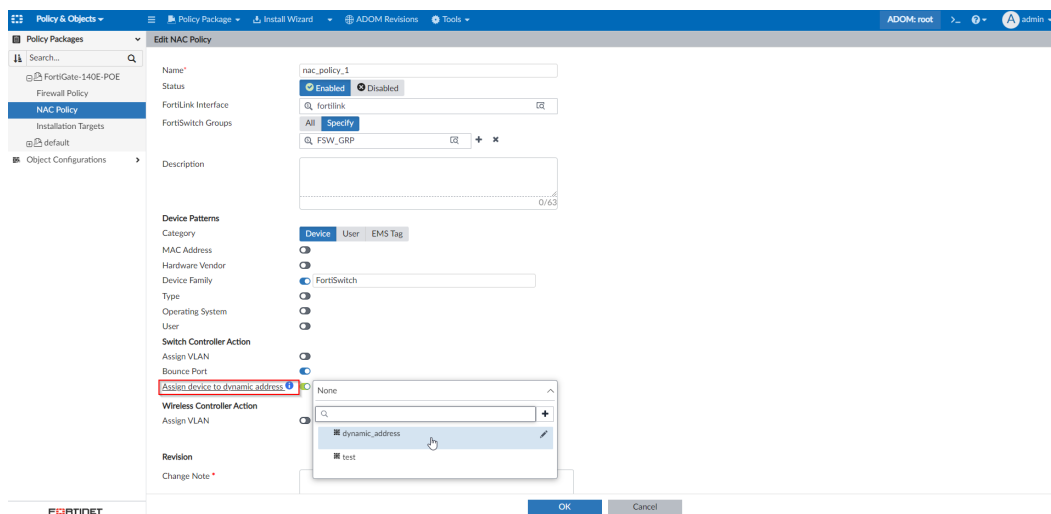 Policy & Objects
Policy Package
Install Wizard
ADOM Revisions
Tools
ADOM: root
>_
A admin
Policy Packages
Edit NAC Policy
Search...
FortiGate-140E-POE
Firewall Policy
NAC Policy
Installation Targets
default
Object Configurations
Name* nac_policy_1
Status Enabled Disabled
FortiLink Interface fortilink
FortiSwitch Groups All Specify
FSW_GRP
Description
0/63
Device Patterns
Category Device User EMS Tag
MAC Address
Hardware Vendor
Device Family FortiSwitch
Type
Operating System
User
Switch Controller Action
Assign VLAN
Bounce Port
Assign device to dynamic address None
Wireless Controller Action
Assign VLAN
dynamic_address
test
Revision
Change Note *
OK Cancel
FORTINET